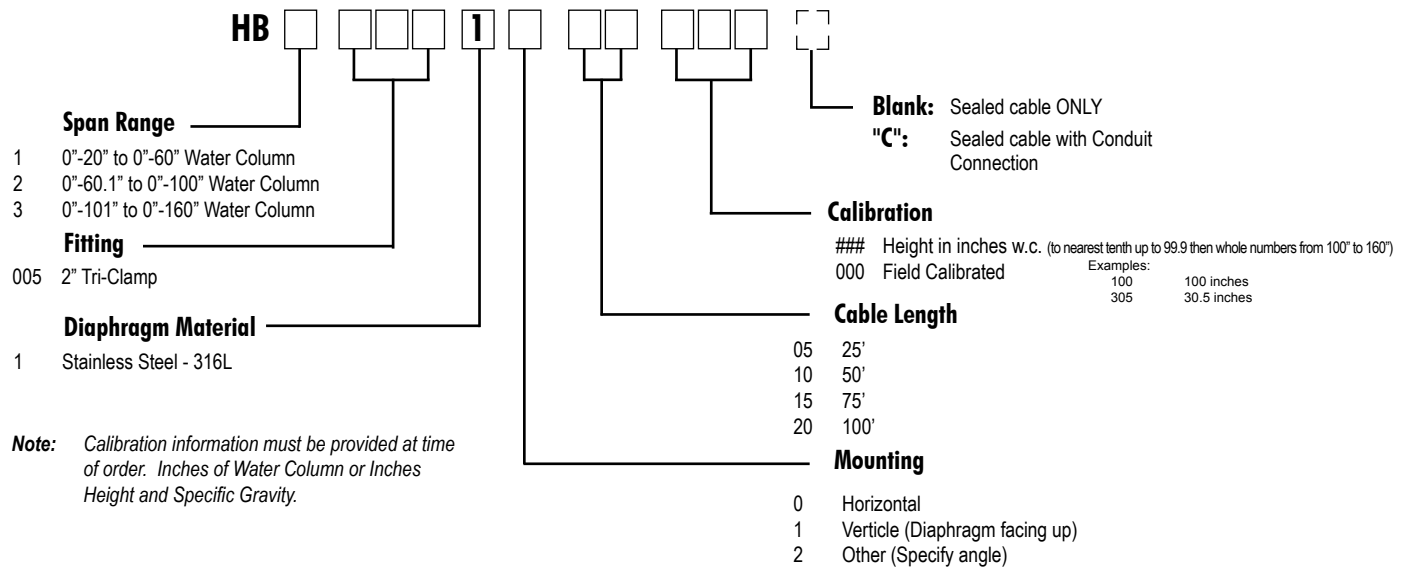 HB 1
Span Range
1 0”-20” to 0”-60” Water Column
2 0”-60.1” to 0”-100” Water Column
3 0”-101” to 0”-160” Water Column
Fitting
005 2” Tri-Clamp
Diaphragm Material
1 Stainless Steel - 316L
Note: Calibration information must be provided at time
of order. Inches of Water Column or Inches
Height and Specific Gravity.
Blank: Sealed cable ONLY
"C": Sealed cable with Conduit
Connection
Calibration
### Height in inches w.c. (to nearest tenth up to 99.9 then whole numbers from 100” to 160”)
000 Field Calibrated
Examples:
100 100 inches
305 30.5 inches
Cable Length
05 25’
10 50’
15 75’
20 100’
Mounting
0 Horizontal
1 Verticle (Diaphragm facing up)
2 Other (Specify angle)